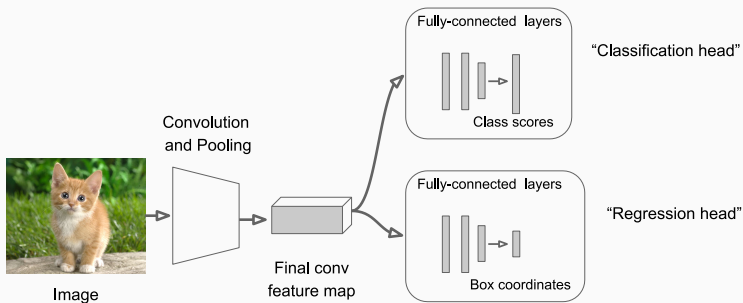 Fully-connected layers
"Classification head"
Class scores
Convolution
and Pooling
Fully-connected layers
"Regression head"
Box coordinates
Final conv
feature map
Image